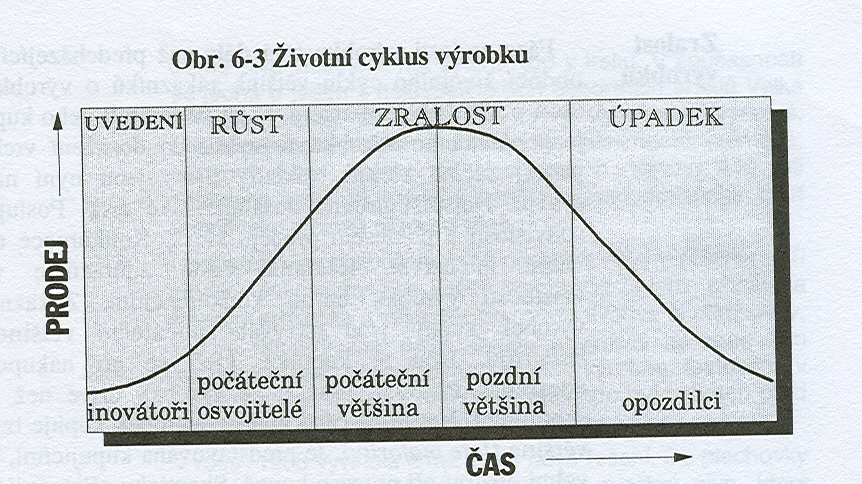 Obr. 6-3 Životní cyklus výrobku
UVEDENÍ
RŮST
ZRALOST
ÚPADEK
PRODEJ
inovátoři
počáteční
osvojitelé
počáteční
většina
pozdní
většina
opozdilci
ČAS